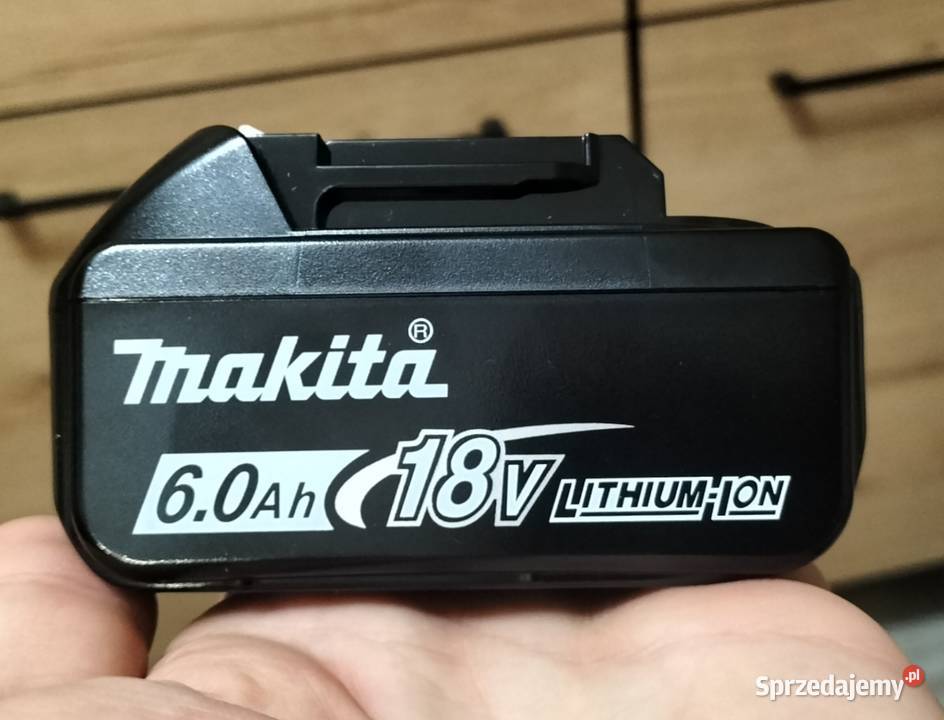 makita®
6.0Ah 18V LITHIUM-ION
Sprzedajemy.pl